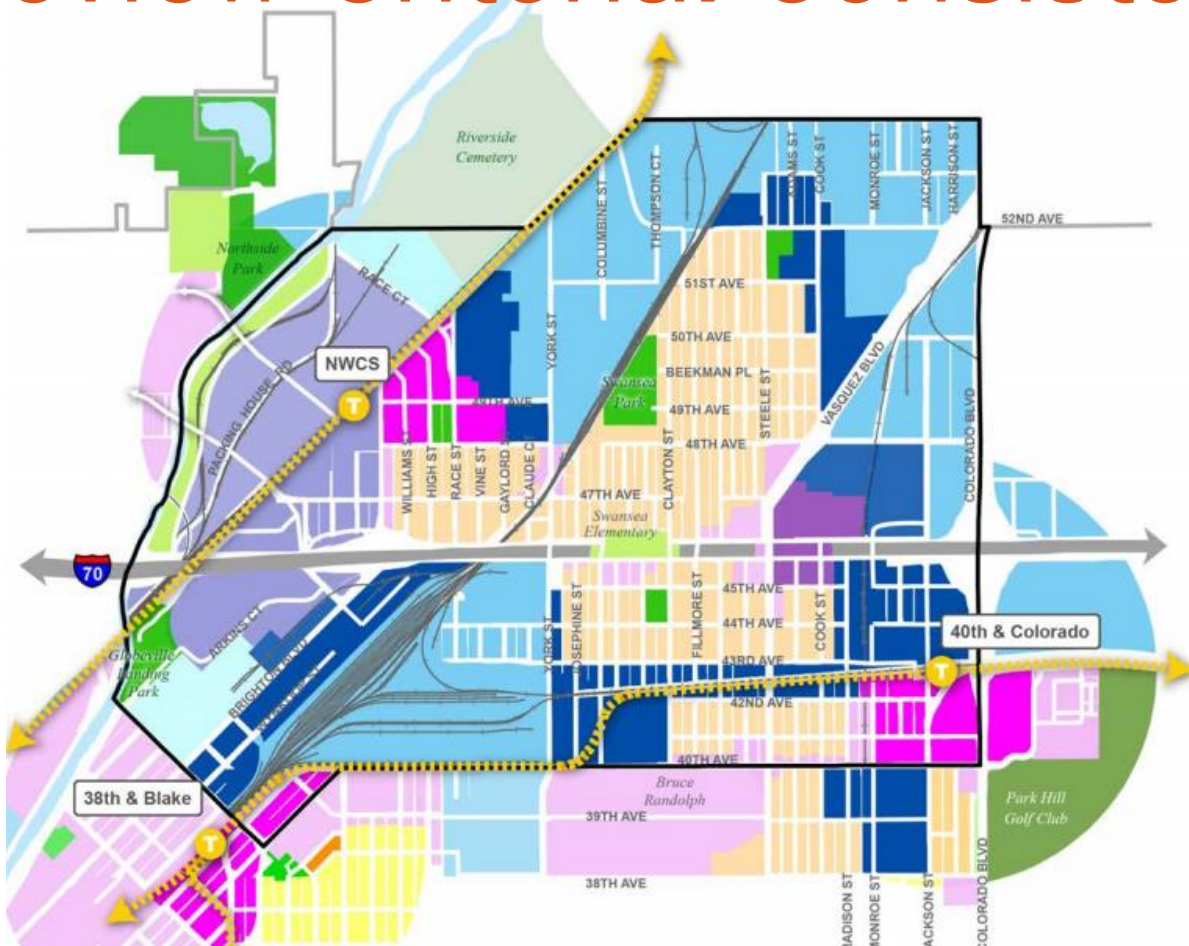 Riverside
Cemetery
ADAMS ST
COOK ST
MONROE ST
JACKSON ST
HARRISON ST
THOMPSON CT
COLUMBINE ST
52ND AVE
Northside
Park
RACE CT
51ST AVE
YORK ST
50TH AVE
NWCS
BEEKMAN PL
Swansea
Park
STEELE ST
VASQUEZ BLVD
T
PACKING HOUSE RD
49TH AVE
49TH AVE
COLORADO BLVD
48TH AVE
WILLIAMS ST
HIGH ST
RACE ST
VINE ST
GAYLORD ST
CLAUDE CT
CLAYTON ST
47TH AVE
Swansea
Elementary
70
45TH AVE
ARKINS CT
YORK ST
JOSEPHINE ST
FILLMORE ST
44TH AVE
COOK ST
40th & Colorado
43RD AVE
Globeville
Landing
Park
BRIGHTON BLVD
T
42ND AVE
40TH AVE
38th & Blake
Bruce
Randolph
Park Hill
Golf Club
39TH AVE
T
38TH AVE
MONROE ST
COLORADO BLVD